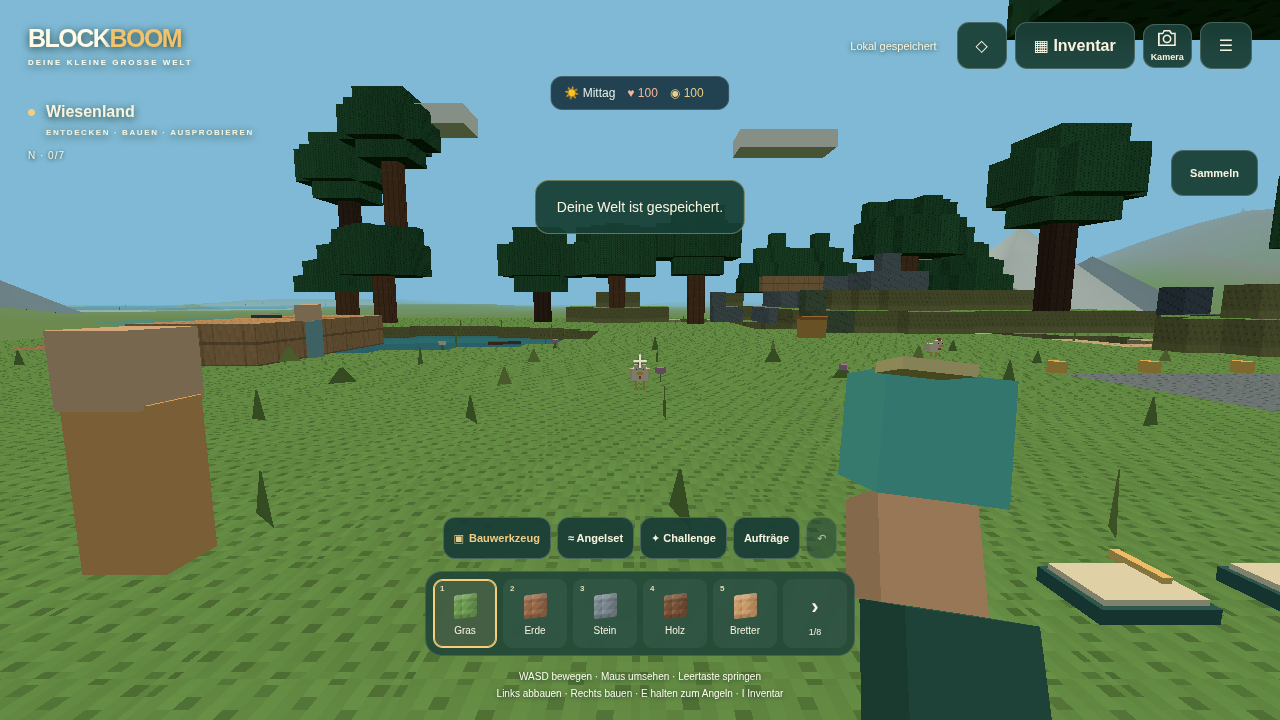 BLOCKBOOM
DEINE KLEINE GROSSE WELT
Lokal gespeichert
◇
▦ Inventar
Kamera
☰
☀️ Mittag ♥ 100 ◉ 100
Wiesenland
ENTDECKEN · BAUEN · AUSPROBIEREN
N · 0/7
Sammeln
Deine Welt ist gespeichert.
▣ Bauwerkzeug
≈ Angelset
✦ Challenge
Aufträge
↶
1 Gras
2 Erde
3 Stein
4 Holz
5 Bretter
›
1/8
WASD bewegen · Maus umsehen · Leertaste springen
Links abbauen · Rechts bauen · E halten zum Angeln · I Inventar